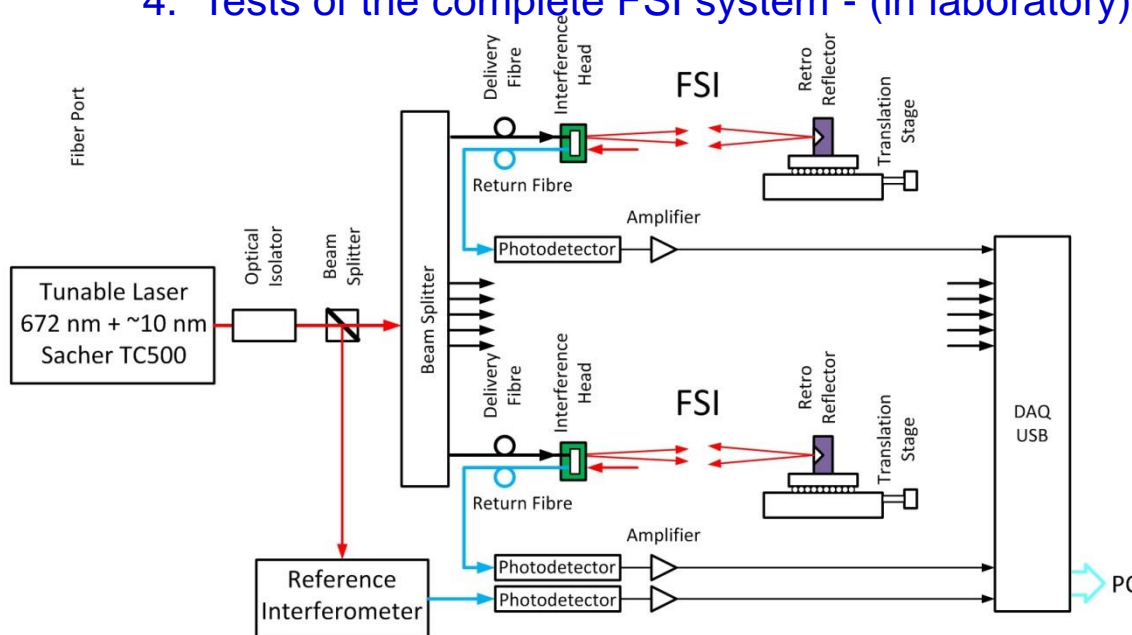 4. Tests of the complete FSI system - (in laboratory)
Fiber Port
Delivery
Fibre
Interference
Head
FSI
Retro
Reflector
Translation
Stage
Return Fibre
Amplifier
Photodetector
Optical
Isolator
Beam
Splitter
Tunable Laser
672 nm + ~10 nm
Sacher TC500
Beam Splitter
Delivery
Fibre
Interference
Head
FSI
Retro
Reflector
Translation
Stage
DAQ
USB
Return Fibre
Amplifier
Photodetector
Reference
Interferometer
Photodetector